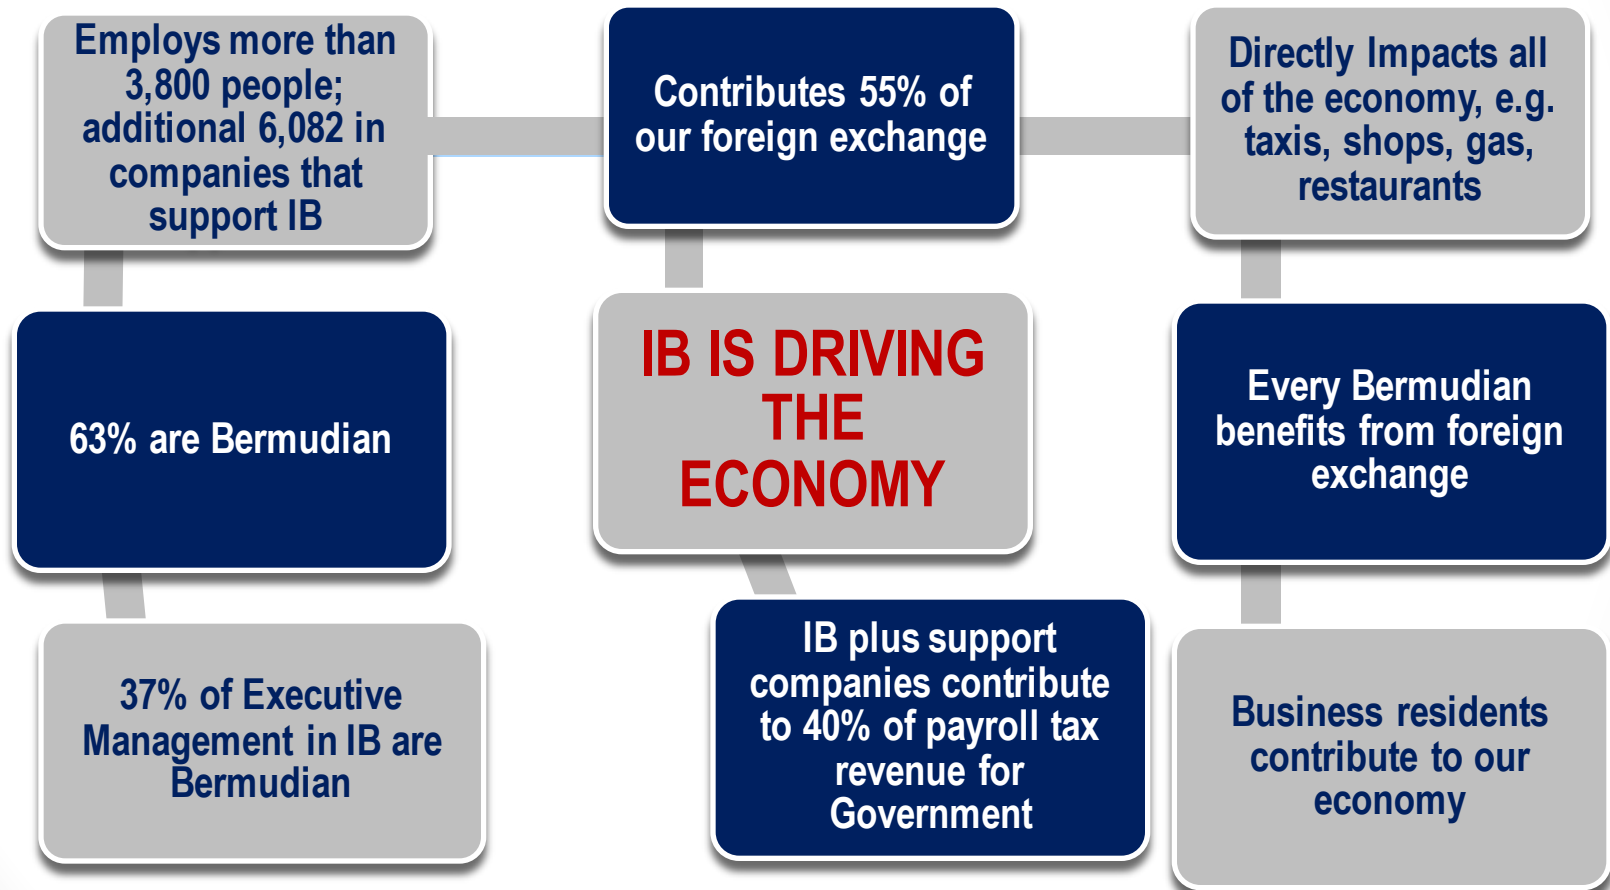 Employs more than
3,800 people;
additional 6,082 in
companies that
support IB
Contributes 55% of
our foreign exchange
Directly Impacts all
of the economy, e.g.
taxis, shops, gas,
restaurants
63% are Bermudian
IB IS DRIVING
THE
ECONOMY
Every Bermudian
benefits from foreign
exchange
37% of Executive
Management in IB are
Bermudian
IB plus support
companies contribute
to 40% of payroll tax
revenue for
Government
Business residents
contribute to our
economy